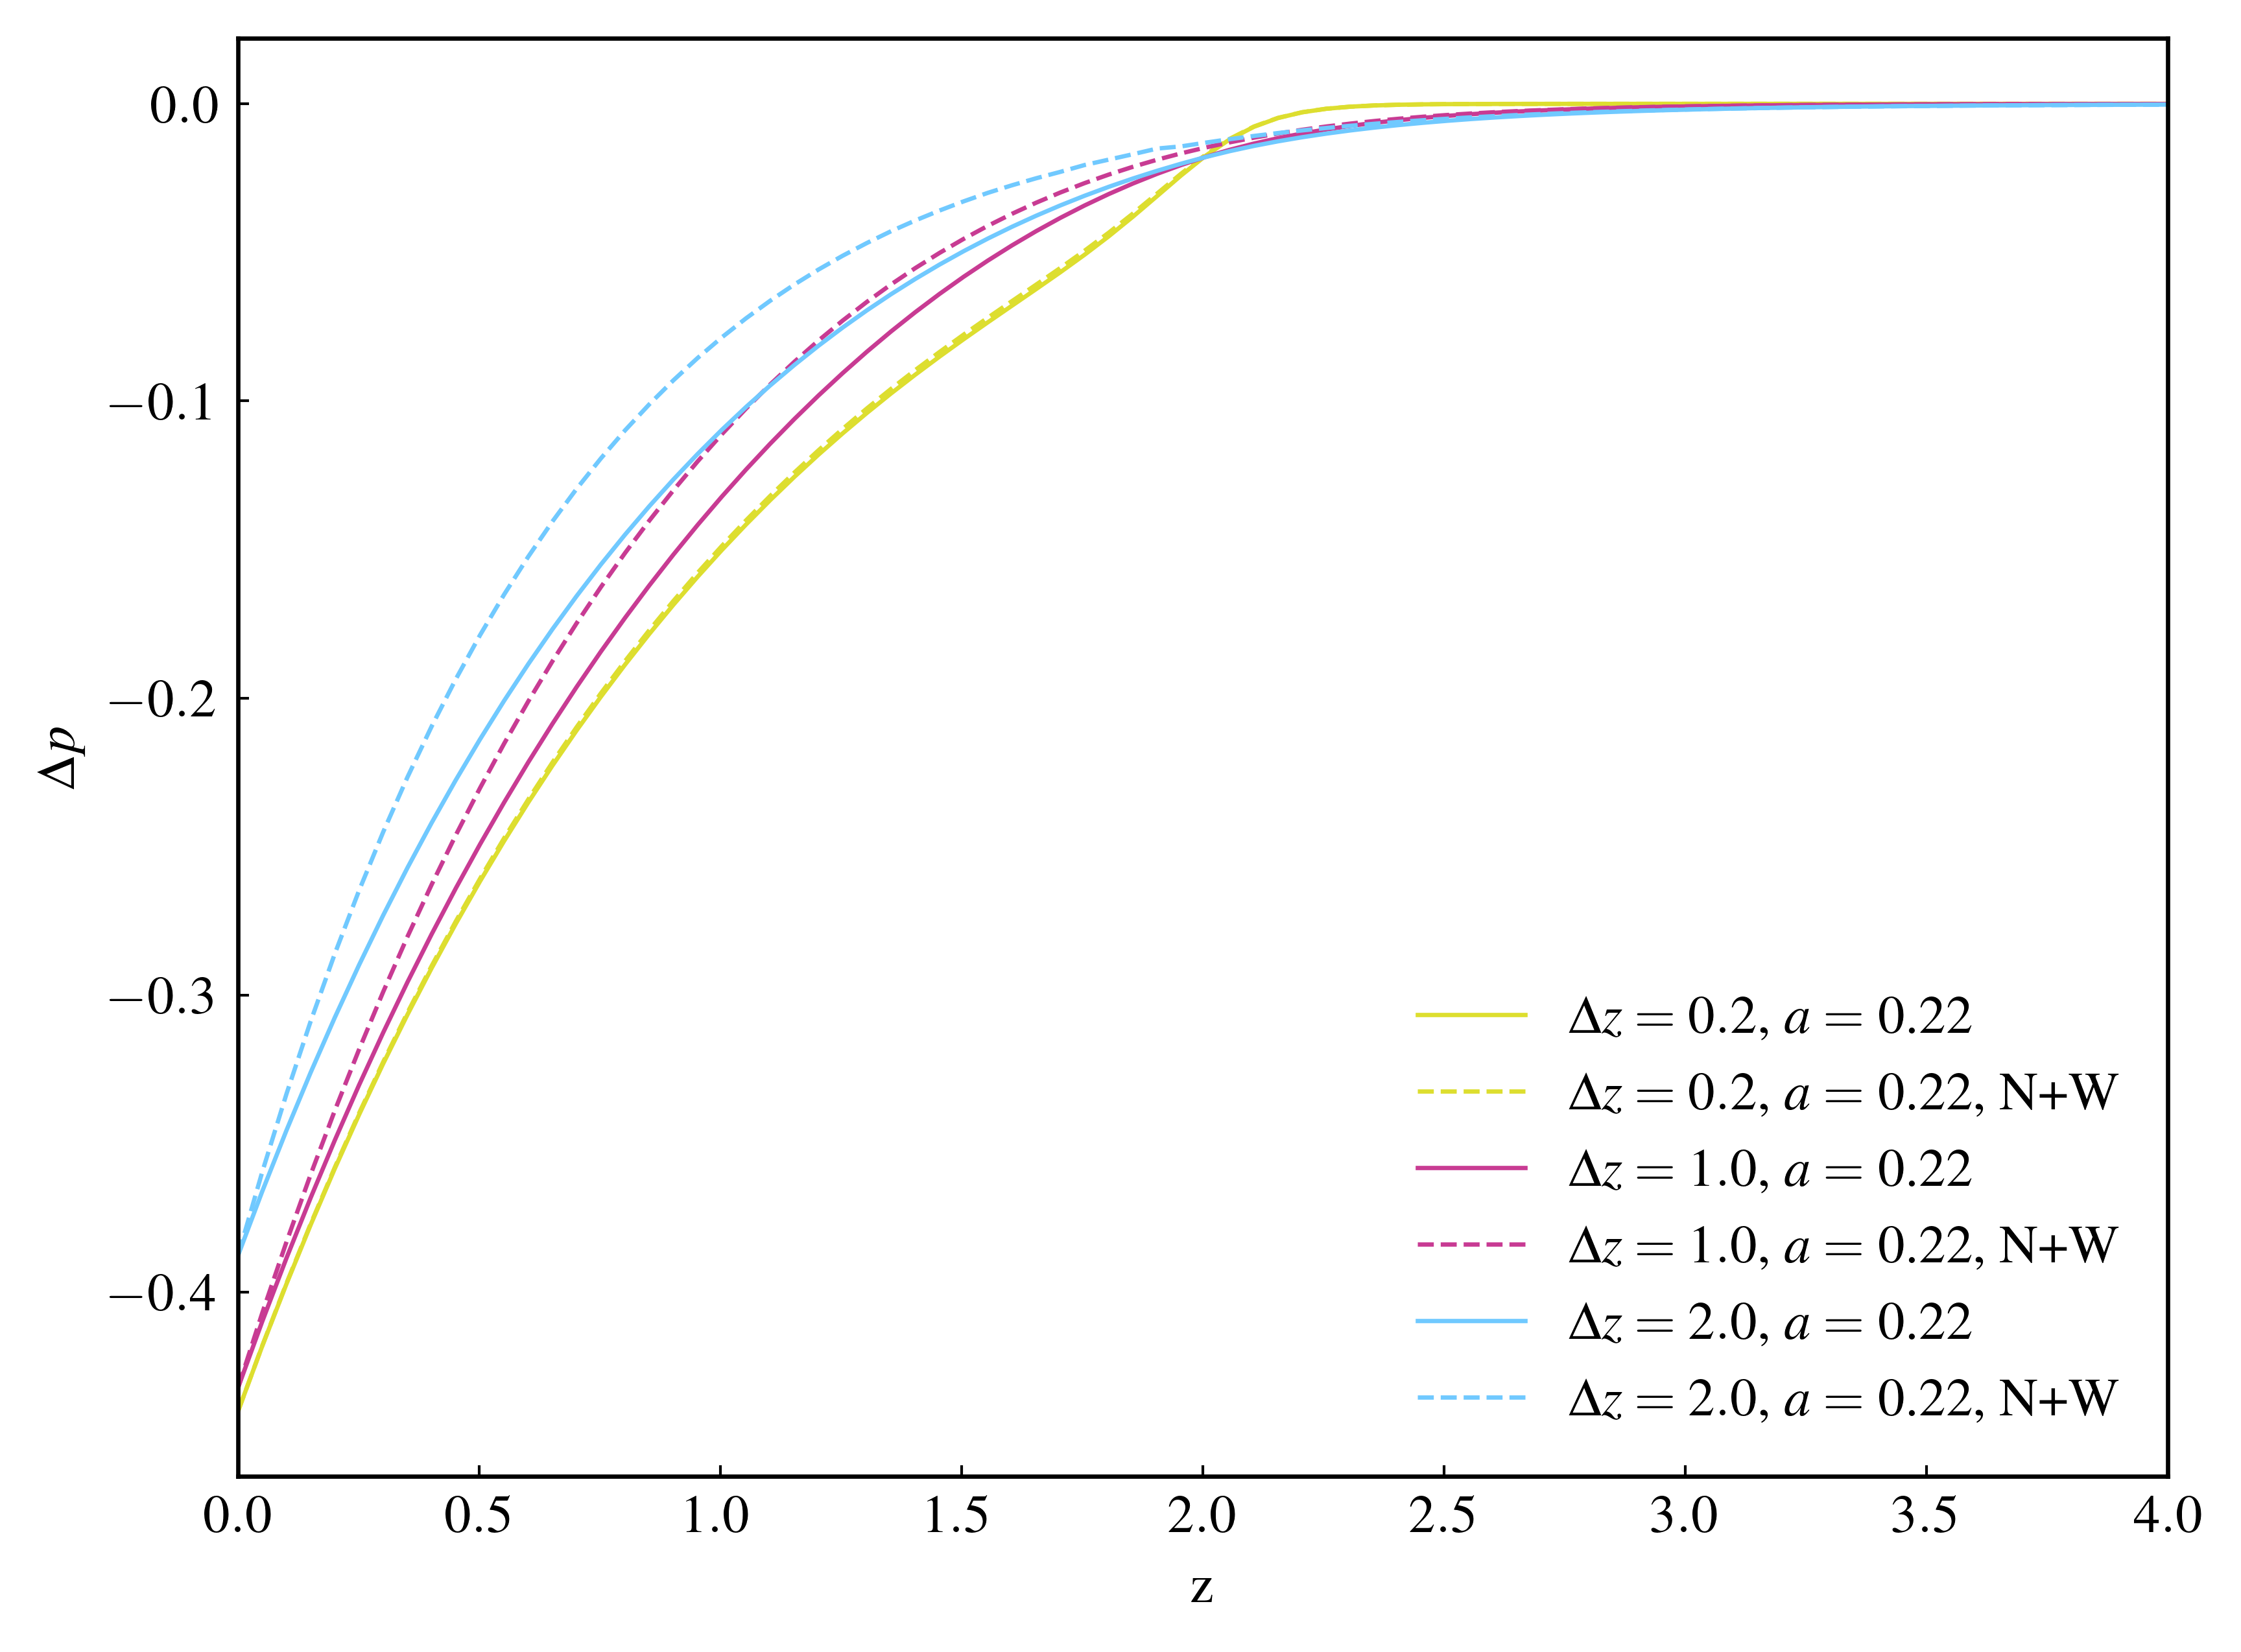 0.0
−0.1
−0.2
−0.3
−0.4
Δp
0.0 0.5 1.0 1.5 2.0 2.5 3.0 3.5 4.0
z
Δz = 0.2, a = 0.22
Δz = 0.2, a = 0.22, N+W
Δz = 1.0, a = 0.22
Δz = 1.0, a = 0.22, N+W
Δz = 2.0, a = 0.22
Δz = 2.0, a = 0.22, N+W